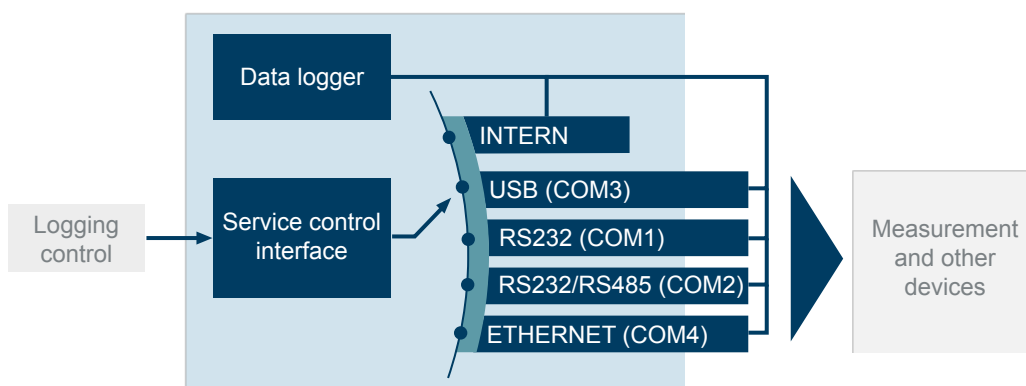 Data logger
INTERN
USB (COM3)
Service control
interface
Logging
control
RS232 (COM1)
RS232/RS485 (COM2)
ETHERNET (COM4)
Measurement
and other
devices